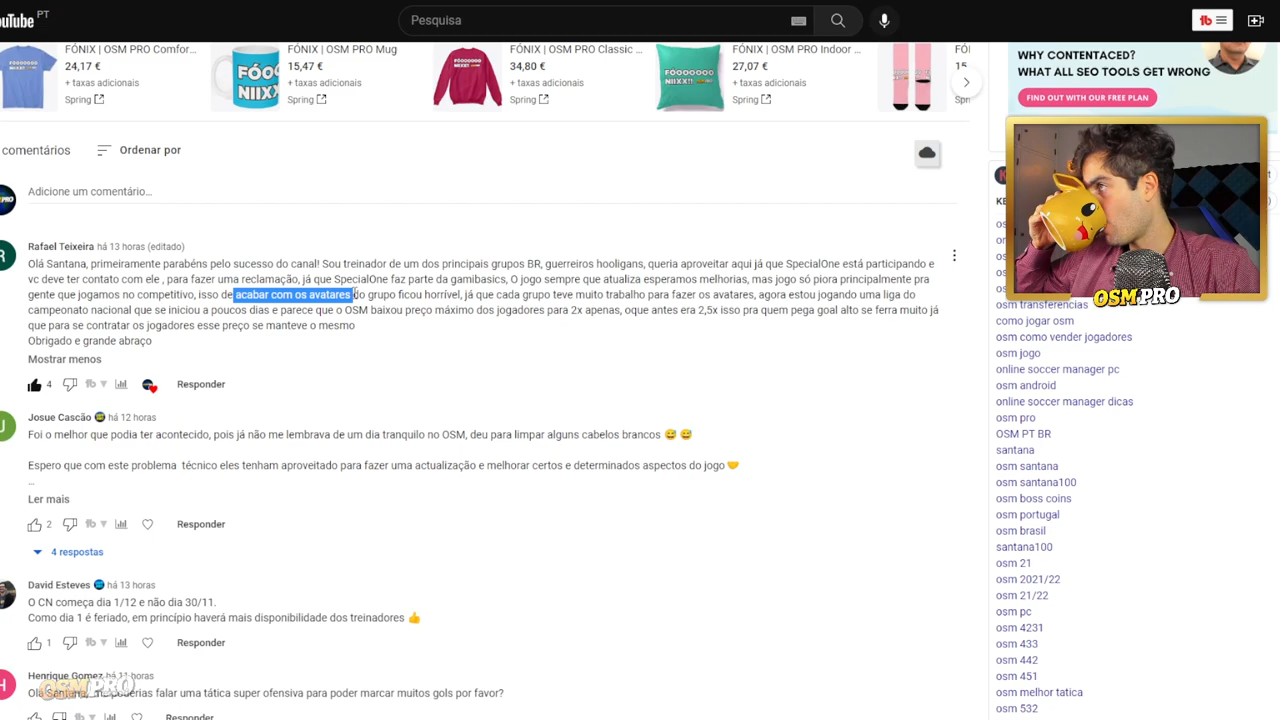 YouTube PT
Pesquisa
FÓNIX | OSM PRO Comfor...
24,17 €
+ taxas adicionais
Spring
FÓNIX | OSM PRO Mug
15,47 €
+ taxas adicionais
Spring
FÓNIX | OSM PRO Classic ...
34,80 €
+ taxas adicionais
Spring
FÓNIX | OSM PRO Indoor ...
27,07 €
+ taxas adicionais
Spring
WHY CONTENTACED?
WHAT ALL SEO TOOLS GET WRONG
FIND OUT WITH OUR FREE PLAN
comentários
Ordenar por
Adicione um comentário...
Rafael Teixeira há 13 horas (editado)
Olá Santana, primeiramente parabéns pelo sucesso do canal! Sou treinador de um dos principais grupos BR, guerreiros hooligans, queria aproveitar aqui já que SpecialOne está participando e
vc deve ter contato com ele , para fazer uma reclamação, já que SpecialOne faz parte da gamibasics, O jogo sempre que atualiza esperamos melhorias, mas jogo só piora principalmente pra
gente que jogamos no competitivo, isso de acabar com os avatares do grupo ficou horrível, já que cada grupo teve muito trabalho para fazer os avatares, agora estou jogando uma liga do
campeonato nacional que se iniciou a poucos dias e parece que o OSM baixou preço máximo dos jogadores para 2x apenas, oque antes era 2,5x isso pra quem pega goal alto se ferra muito já
que para se contratar os jogadores esse preço se manteve o mesmo
Obrigado e grande abraço
Mostrar menos
4
Responder
Josue Cascão há 12 horas
Foi o melhor que podia ter acontecido, pois já não me lembrava de um dia tranquilo no OSM, deu para limpar alguns cabelos brancos 😅 😅
Espero que com este problema técnico eles tenham aproveitado para fazer uma actualização e melhorar certos e determinados aspectos do jogo 🤝
...
Ler mais
2
Responder
4 respostas
David Esteves há 13 horas
O CN começa dia 1/12 e não dia 30/11.
Como dia 1 é feriado, em princípio haverá mais disponibilidade dos treinadores 👍
1
Responder
Henrique Gomez há 11 horas
Olá Santana, poderias falar uma tática super ofensiva para poder marcar muitos gols por favor?
Responder
OSM PRO
OSM PRO
osm transferencias
como jogar osm
osm como vender jogadores
osm jogo
online soccer manager pc
osm android
online soccer manager dicas
osm pro
OSM PT BR
santana
osm santana
osm santana100
osm boss coins
osm portugal
osm brasil
santana100
osm 21
osm 2021/22
osm 21/22
osm pc
osm 4231
osm 433
osm 442
osm 451
osm melhor tatica
osm 532